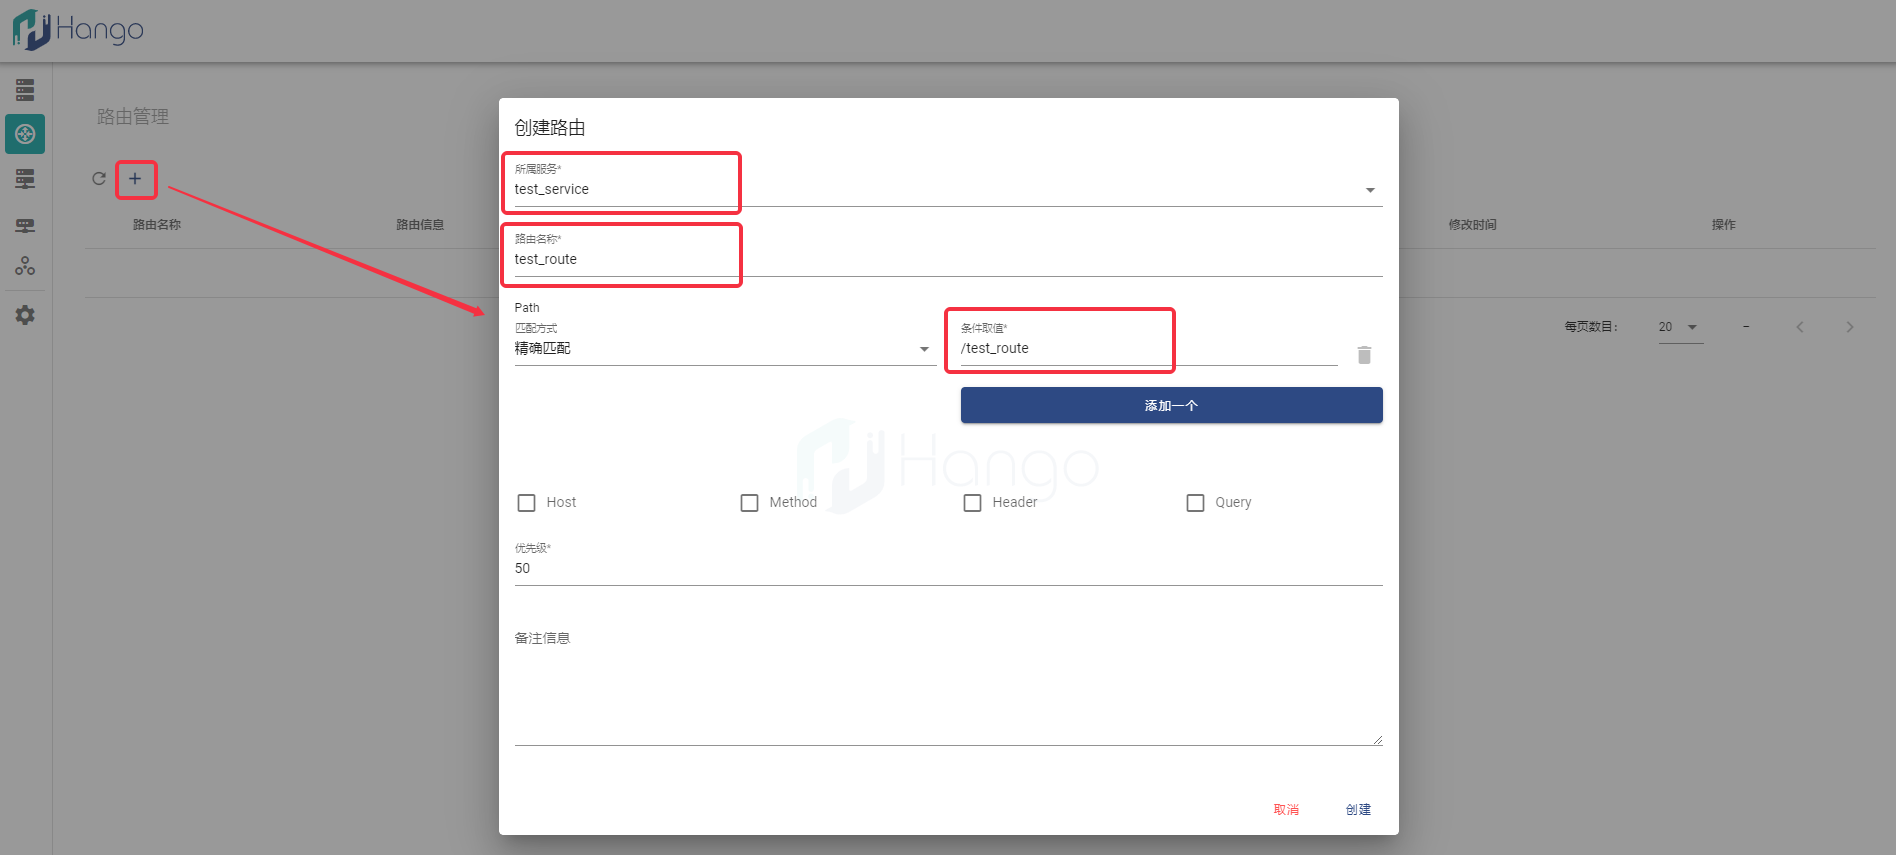 Hango
路由管理
路由名称
路由信息
修改时间
操作
每页数目：
20
–
创建路由
所属服务*
test_service
路由名称*
test_route
Path
匹配方式
精确匹配
条件取值*
/test_route
添加一个
Hango
Host
Method
Header
Query
优先级*
50
备注信息
取消
创建